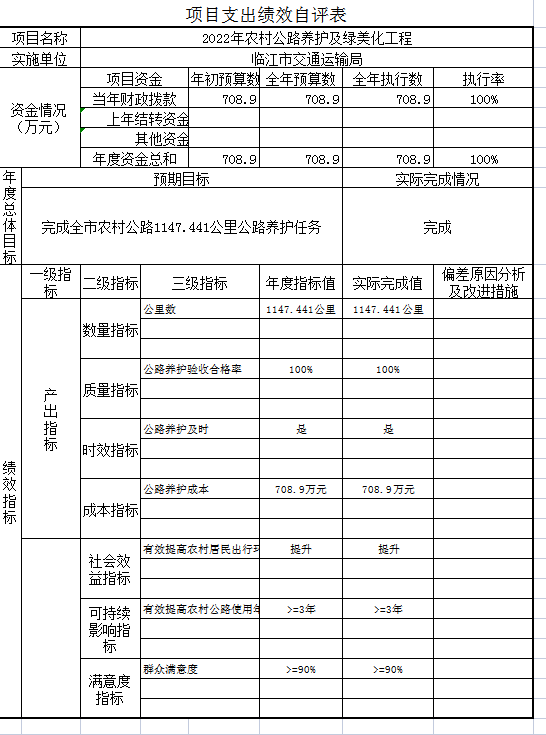 项目支出绩效自评表
项目名称 2022年农村公路养护及绿美化工程
实施单位 临江市交通运输局
资金情况（万元） 项目资金 年初预算数 全年预算数 全年执行数 执行率
当年财政拨款 708.9 708.9 708.9 100%
上年结转资金
其他资金
年度资金总和 708.9 708.9 708.9 100%
年度总体目标 预期目标 实际完成情况
完成全市农村公路1147.441公里公路养护任务 完成
绩效指标 一级指标 二级指标 三级指标 年度指标值 实际完成值 偏差原因分析及改进措施
产出指标 数量指标 公里数 1147.441公里 1147.441公里
质量指标 公路养护验收合格率 100% 100%
时效指标 公路养护及时 是 是
成本指标 公路养护成本 708.9万元 708.9万元
社会效益指标 有效提高农村居民出行环 提升 提升
可持续影响指标 有效提高农村公路使用年 >=3年 >=3年
满意度指标 群众满意度 >=90% >=90%